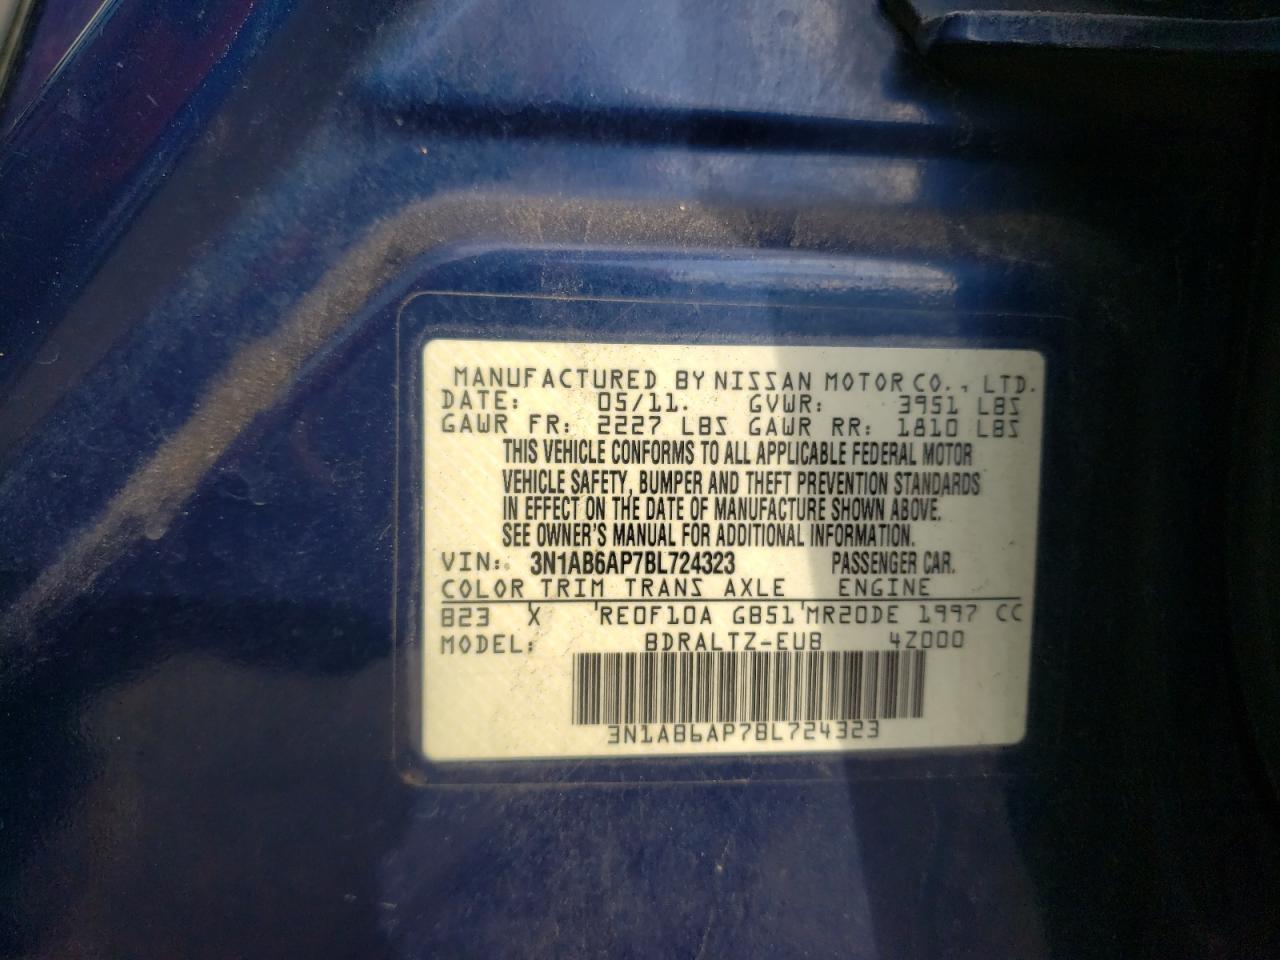 MANUFACTURED BY NISSAN MOTOR CO., LTD.
DATE: 05/11. GVWR: 3951 LBS
GAWR FR: 2227 LBS GAWR RR: 1810 LBS
THIS VEHICLE CONFORMS TO ALL APPLICABLE FEDERAL MOTOR
VEHICLE SAFETY, BUMPER AND THEFT PREVENTION STANDARDS
IN EFFECT ON THE DATE OF MANUFACTURE SHOWN ABOVE.
SEE OWNER'S MANUAL FOR ADDITIONAL INFORMATION.
VIN: 3N1AB6AP7BL724323 PASSENGER CAR.
COLOR TRIM TRANS AXLE ENGINE
B23 X 'RE0F10A GB51'MR20DE 1997 CC
MODEL: BDRALTZ-EUB 4Z000
3N1AB6AP7BL724323